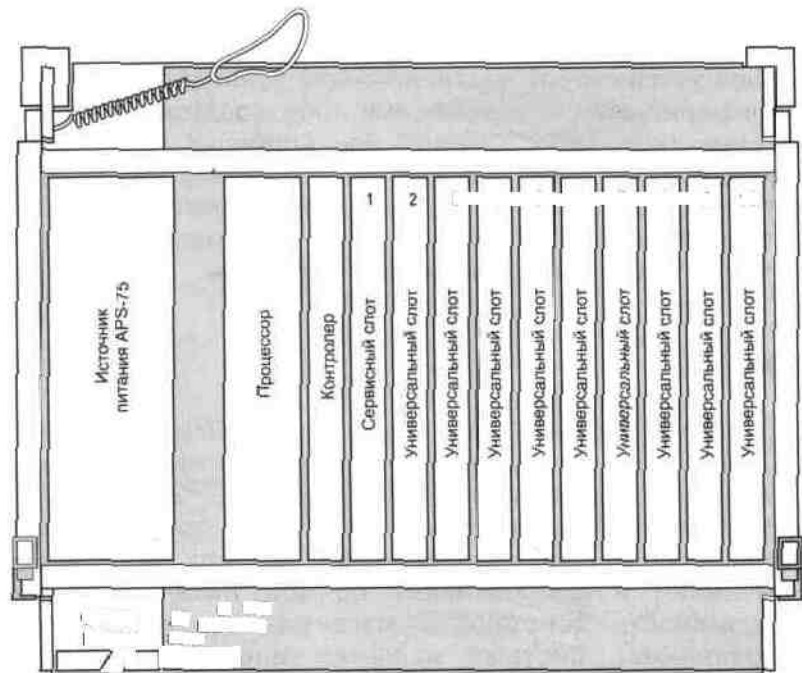 1
2
Источник
питания APS-75
Процессор
Контролер
Сервисный слот
Универсальный слот
Универсальный слот
Универсальный слот
Универсальный слот
Универсальный слот
Универсальный слот
Универсальный слот
Универсальный слот
Универсальный слот